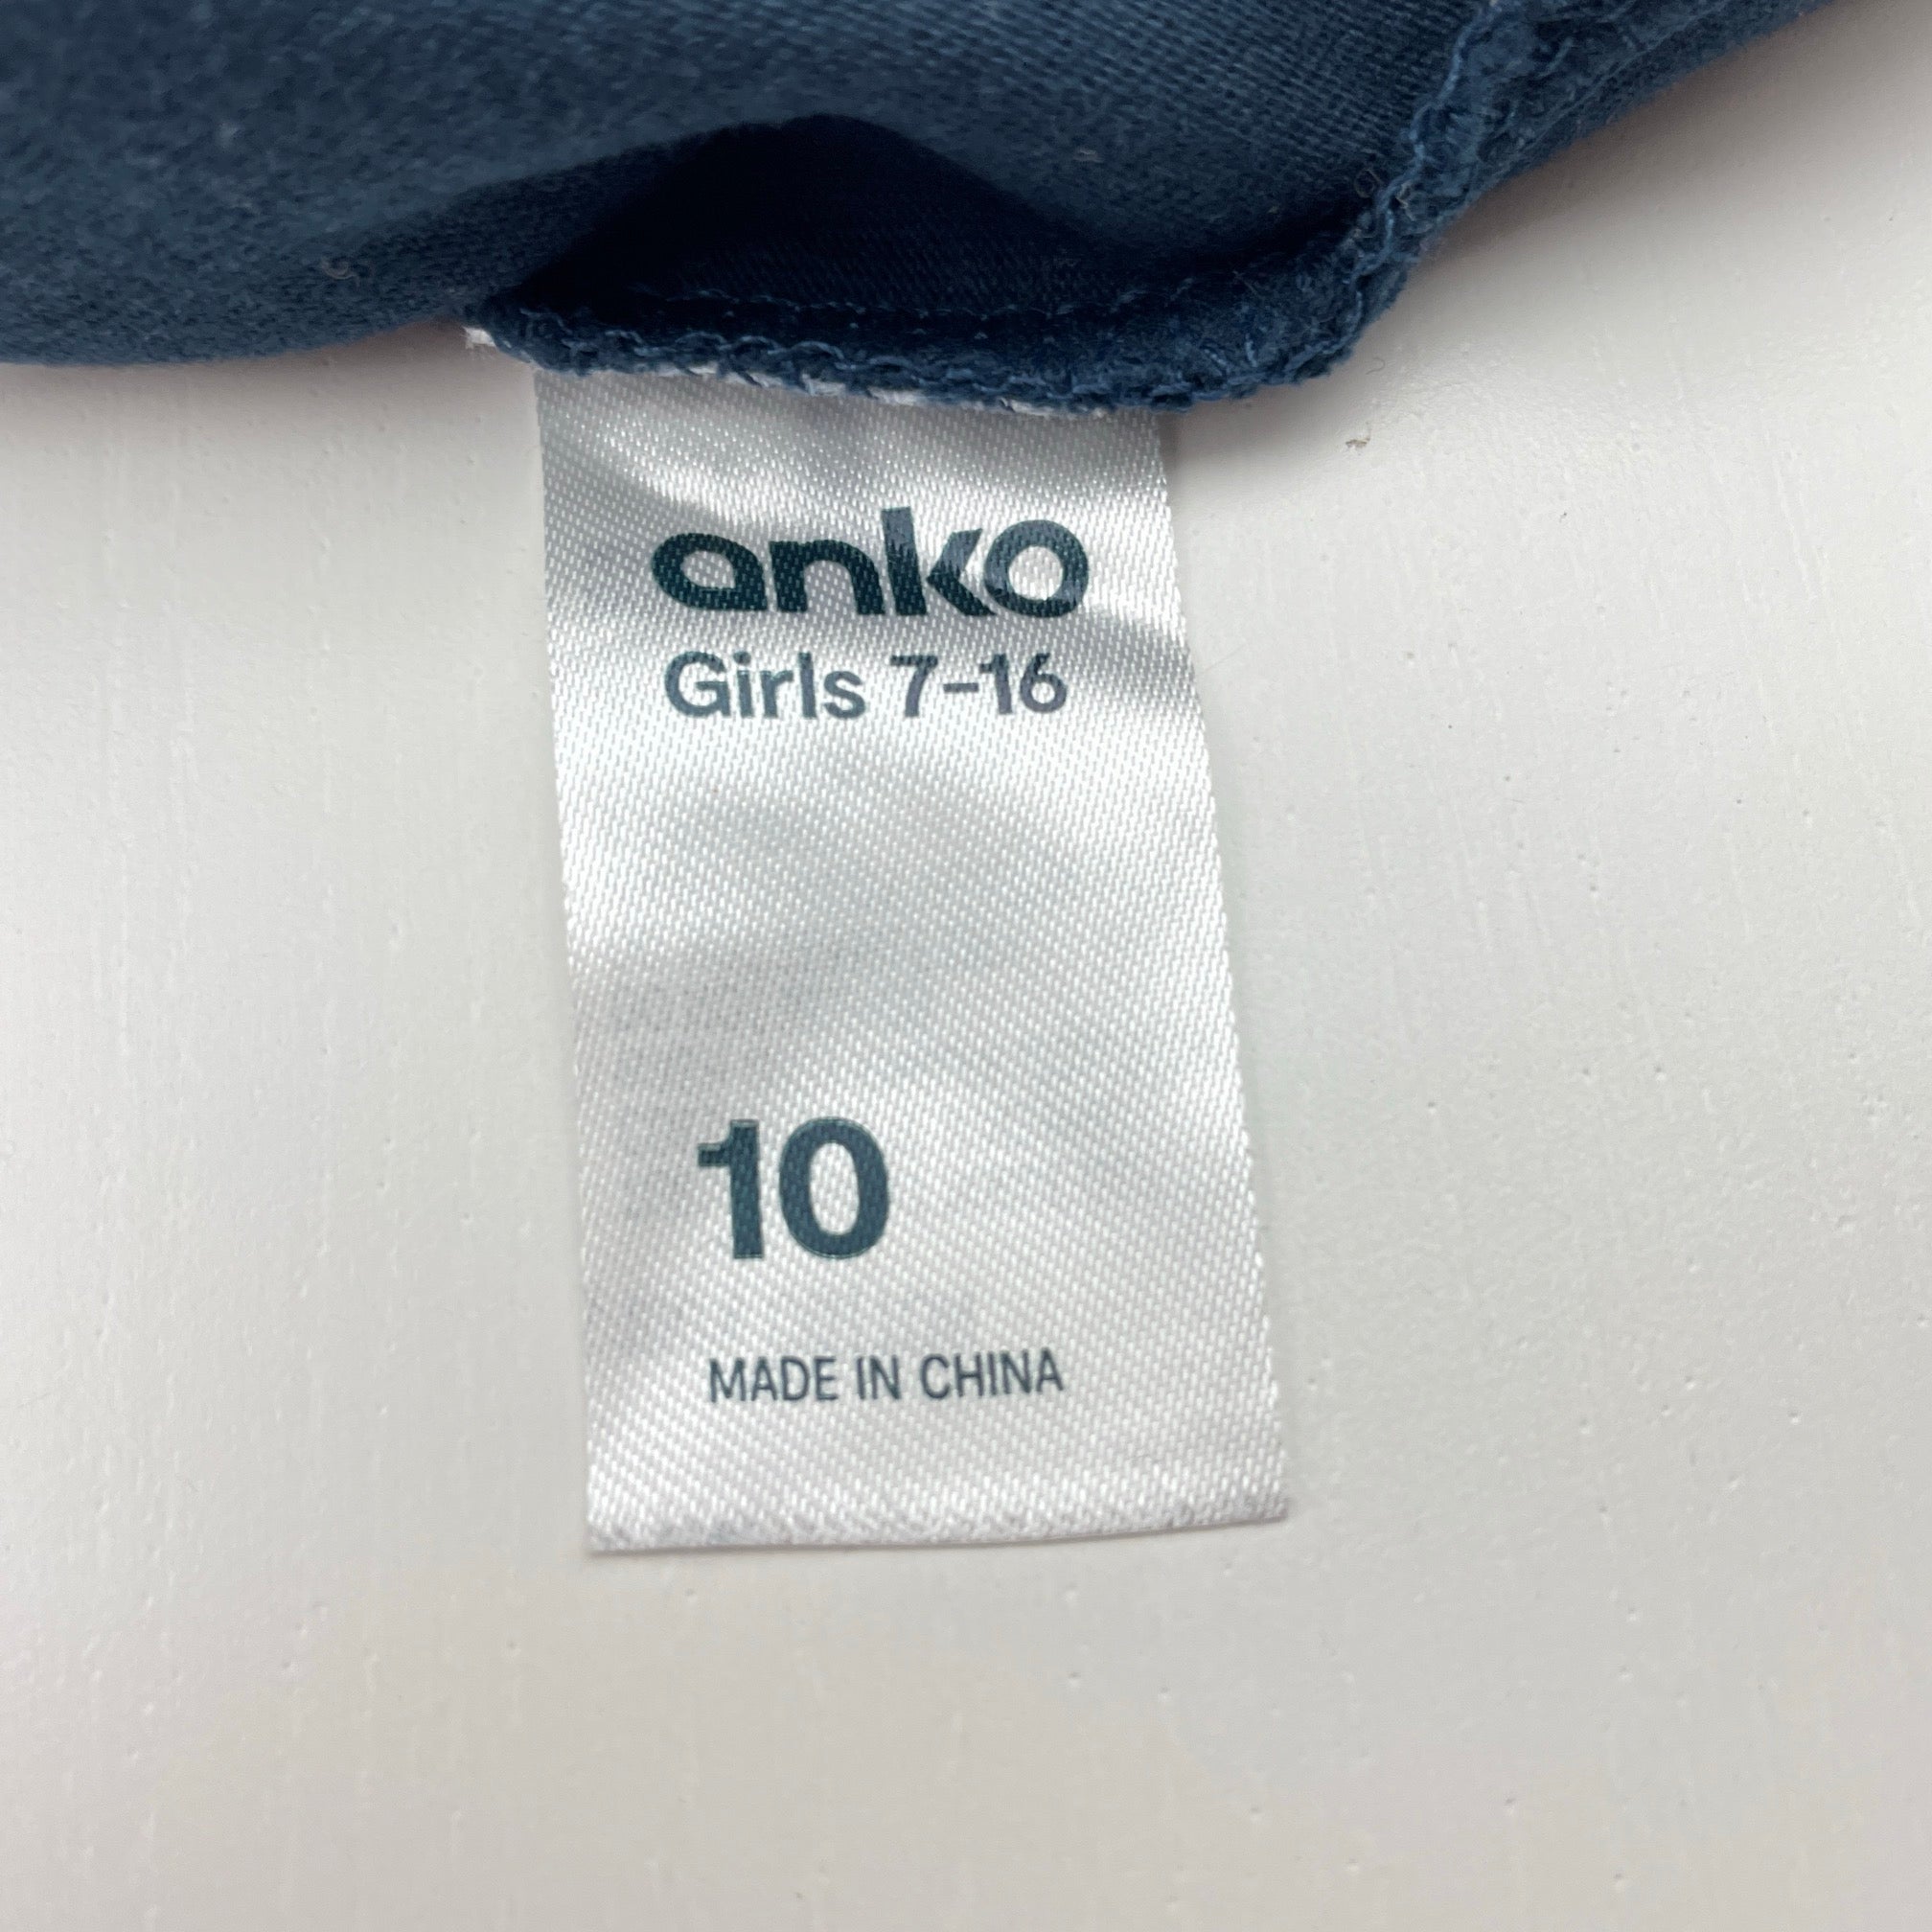 anko
Girls 7-16
10
MADE IN CHINA